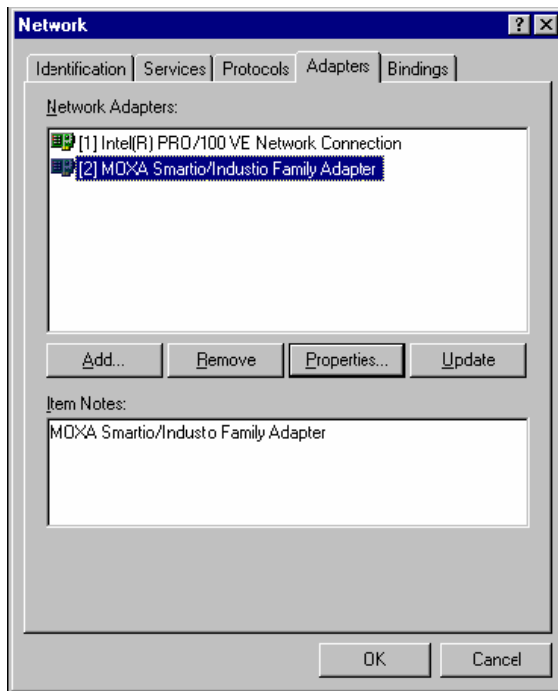 Network
Identification Services Protocols Adapters Bindings
Network Adapters:
[1] Intel(R) PRO/100 VE Network Connection
[2] MOXA Smartio/Industio Family Adapter
Add... Remove Properties... Update
Item Notes:
MOXA Smartio/Industo Family Adapter
OK Cancel